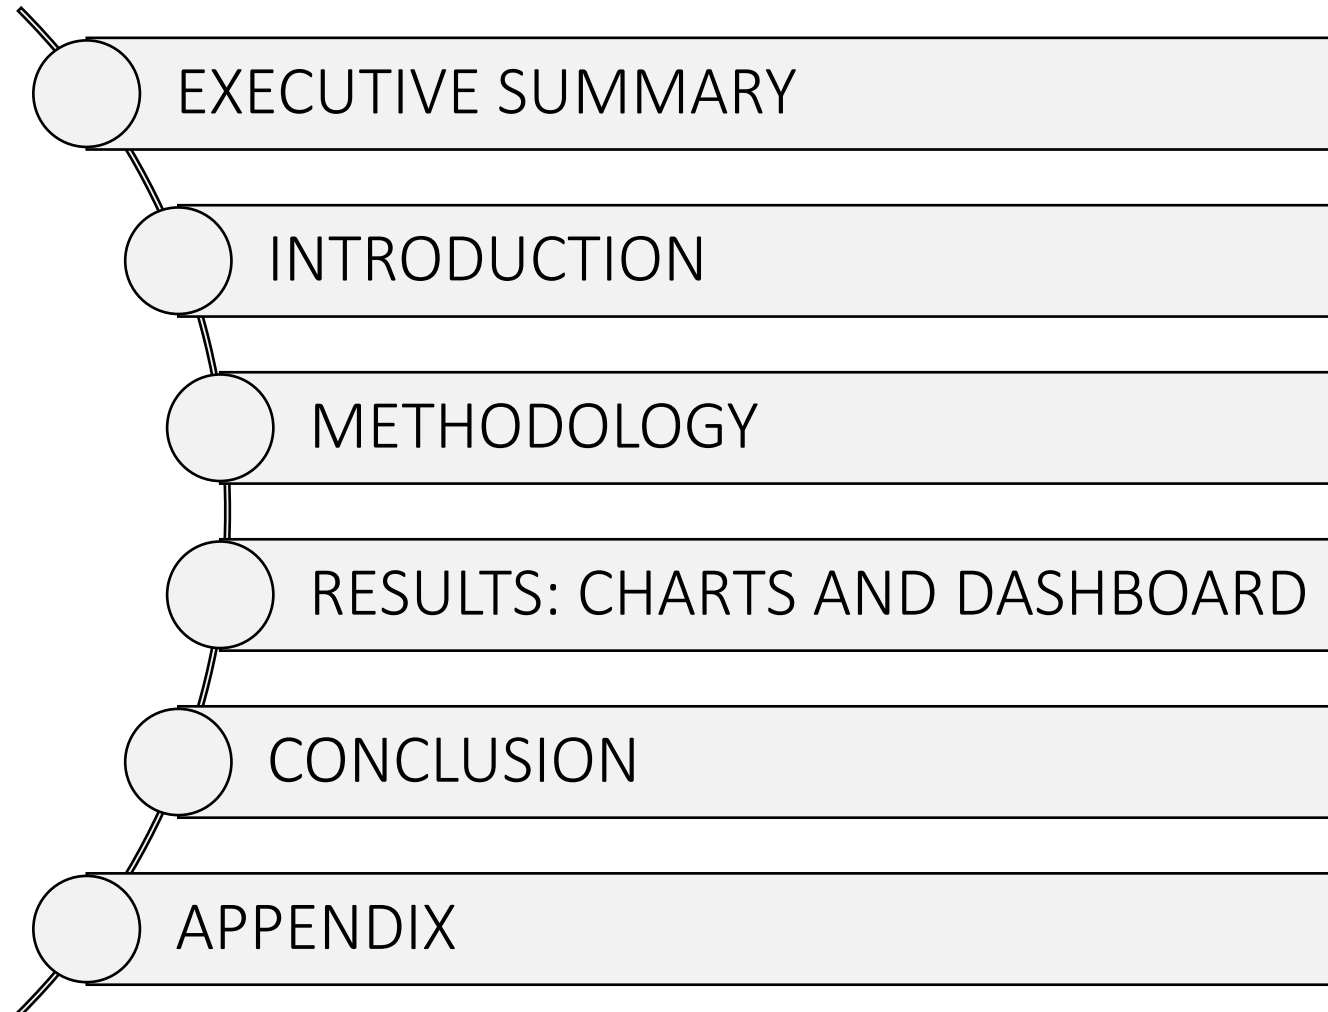 EXECUTIVE SUMMARY
INTRODUCTION
METHODOLOGY
RESULTS: CHARTS AND DASHBOARD
CONCLUSION
APPENDIX